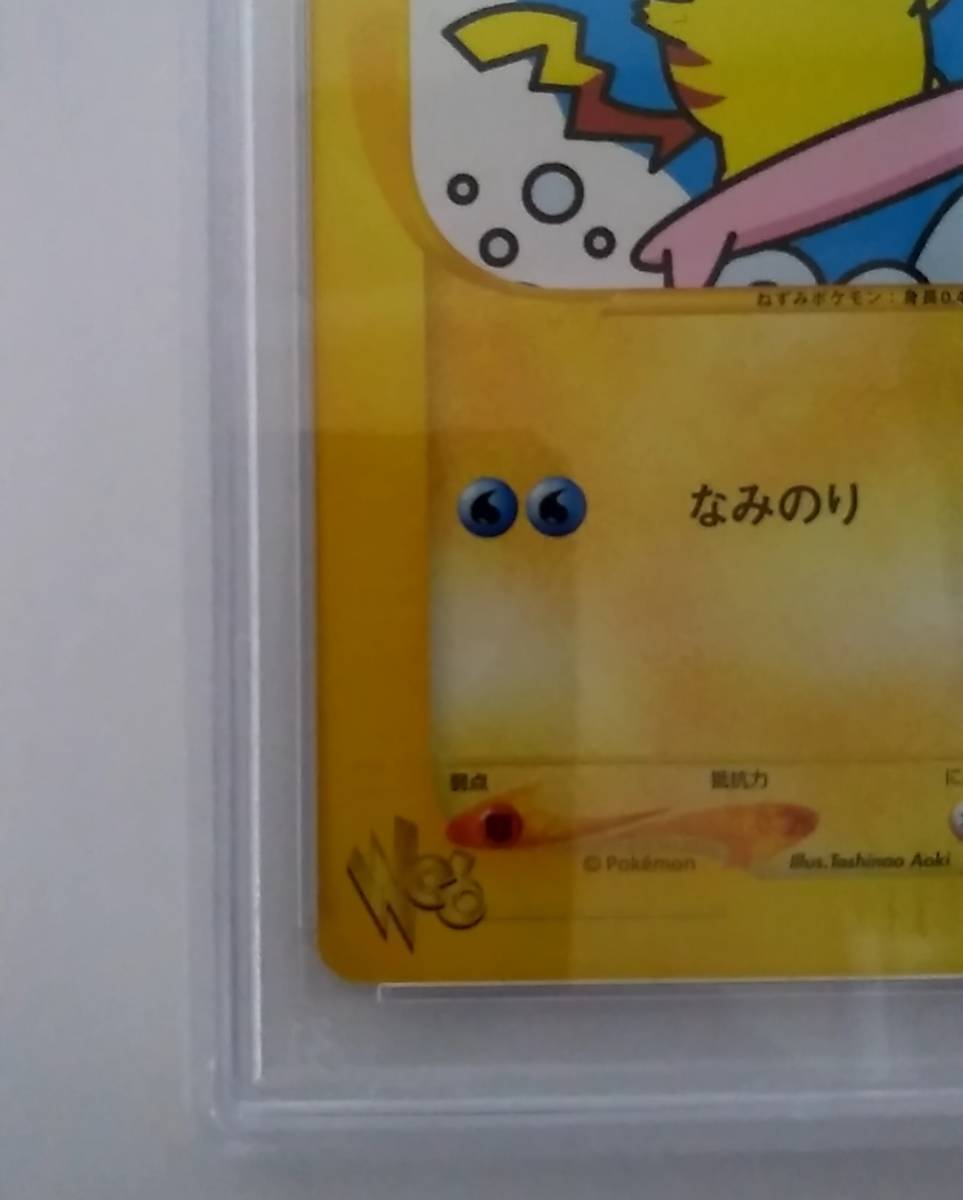 ねずみポケモン：身長0.4
なみのり
弱点 抵抗力 に
© Pokémon Illus. Toshinao Aoki
Web